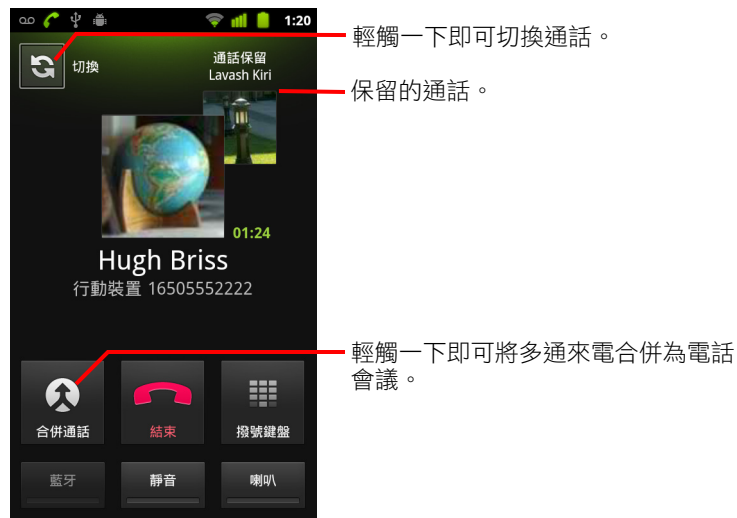 1:20
輕觸一下即可切換通話。
切換
通話保留
Lavash Kiri
保留的通話。
01:24
Hugh Briss
行動裝置 16505552222
輕觸一下即可將多通來電合併為電話
會議。
合併通話
結束
撥號鍵盤
藍牙
靜音
喇叭